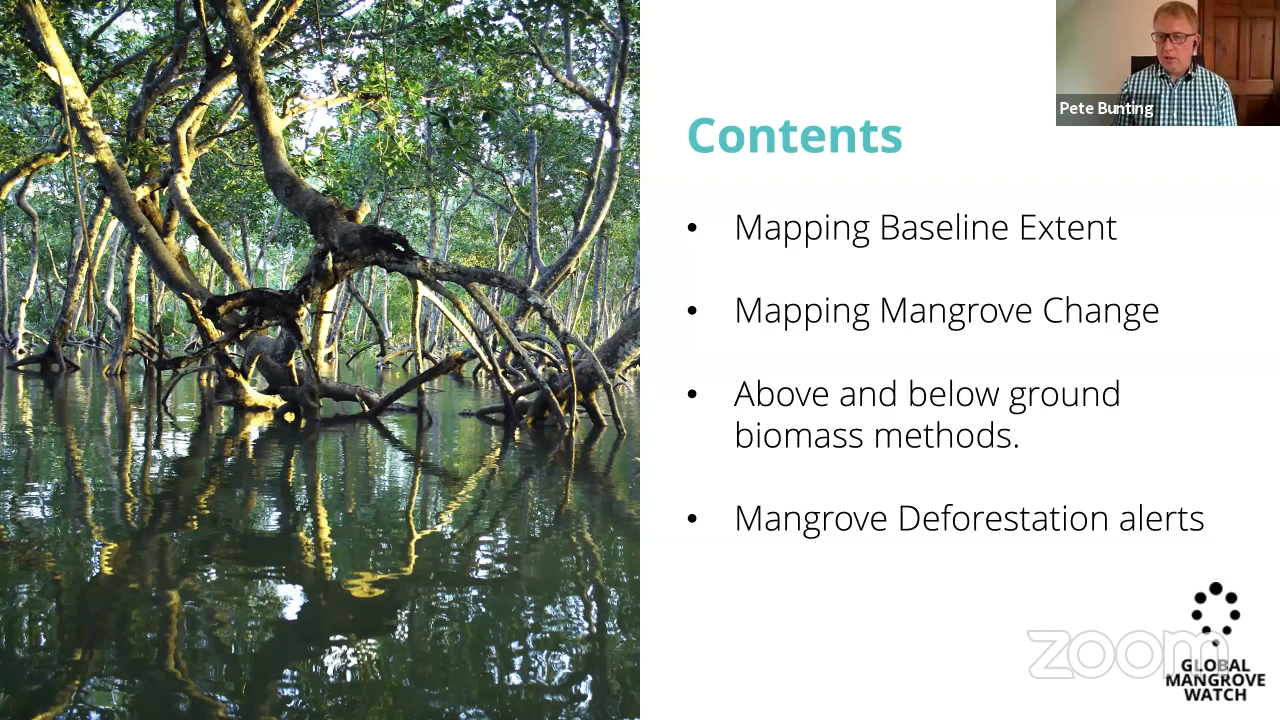 Pete Bunting
Contents
• Mapping Baseline Extent
• Mapping Mangrove Change
• Above and below ground
biomass methods.
• Mangrove Deforestation alerts
zoom
GLOBAL
MANGROVE
WATCH